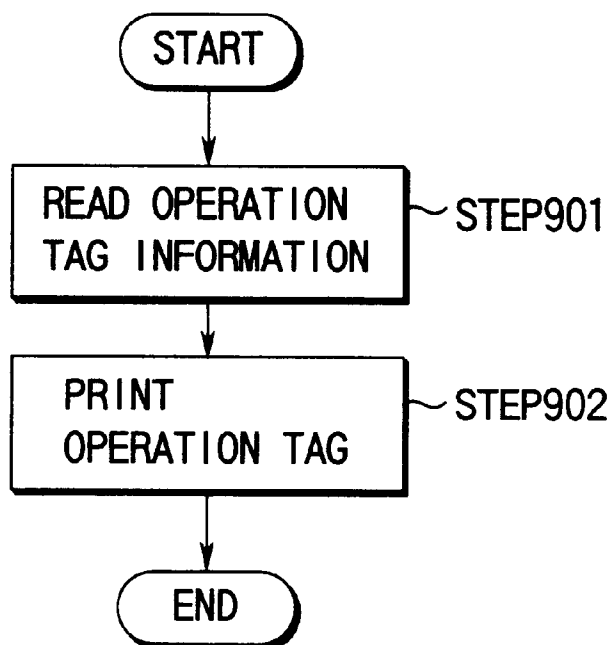 START
READ OPERATION
TAG INFORMATION
STEP901
PRINT
OPERATION TAG
STEP902
END